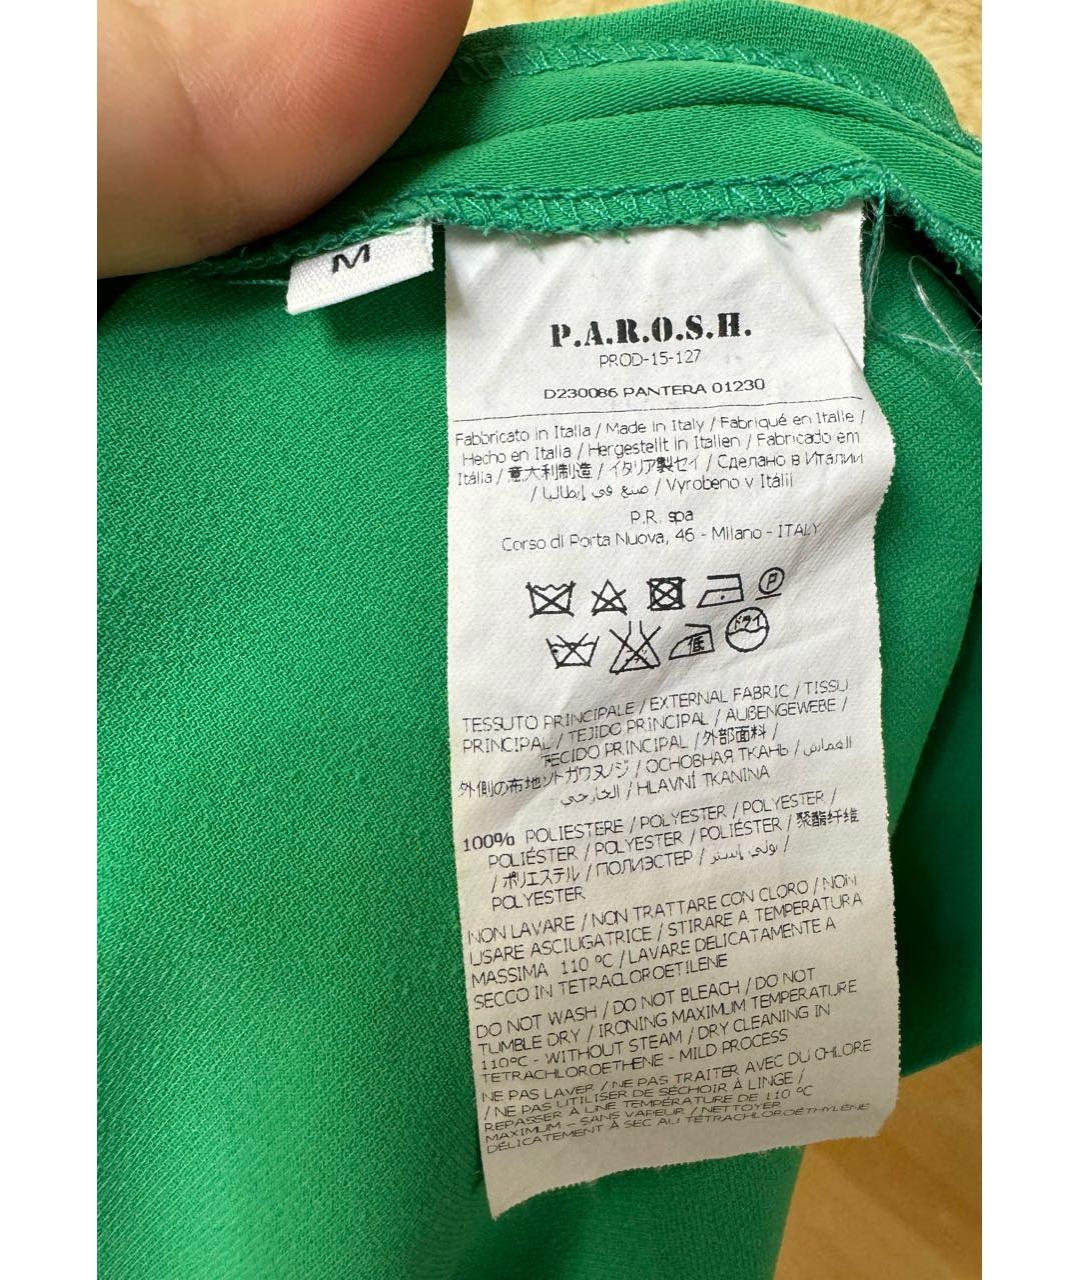 M
P.A.R.O.S.H.
PROD-15-127
D230086 PANTERA 01230
Fabbricato in Italia / Made in Italy / Fabriqué en Italie /
Hecho en Italia / Hergestellt in Italien / Fabricado em
Itália / 意大利制造 / イタリア製セイ / Сделано в Италии
/ صنع في إيطاليا / Vyrobeno v Itálii
P.R. spa
Corso di Porta Nuova, 46 - Milano - ITALY
P
低 ドライ
TESSUTO PRINCIPALE / EXTERNAL FABRIC / TISSU
PRINCIPAL / TEJIDO PRINCIPAL / AUßENGEWEBE /
TECIDO PRINCIPAL / 外部面料 /
外側の布地ソトガワヌノジ / ОСНОВНАЯ ТКАНЬ / القماش
الخارجي / HLAVNÍ TKANINA
100% POLIESTERE / POLYESTER / POLYESTER /
POLIÉSTER / POLYESTER / POLIÉSTER / 聚酯纤维
/ ポリエステル / ПОЛИЭСТЕР / بولي إستر /
POLYESTER
NON LAVARE / NON TRATTARE CON CLORO / NON
USARE ASCIUGATRICE / STIRARE A TEMPERATURA
MASSIMA 110 °C / LAVARE DELICATAMENTE A
SECCO IN TETRACLOROETILENE
DO NOT WASH / DO NOT BLEACH / DO NOT
TUMBLE DRY / IRONING MAXIMUM TEMPERATURE
110°C - WITHOUT STEAM / DRY CLEANING IN
TETRACHLOROETHENE - MILD PROCESS
NE PAS LAVER / NE PAS TRAITER AVEC DU CHLORE
/ NE PAS UTILISER DE SÉCHOIR À LINGE /
REPASSER À UNE TEMPÉRATURE DE 110 °C
MAXIMUM - SANS VAPEUR / NETTOYER
DÉLICATEMENT À SEC AU TÉTRACHLOROÉTHYLÈNE